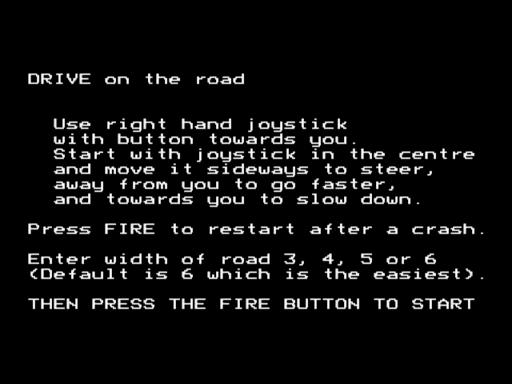 DRIVE on the road
Use right hand joystick
with button towards you.
Start with joystick in the centre
and move it sideways to steer,
away from you to go faster,
and towards you to slow down.
Press FIRE to restart after a crash.
Enter width of road 3, 4, 5 or 6
(Default is 6 which is the easiest).
THEN PRESS THE FIRE BUTTON TO START